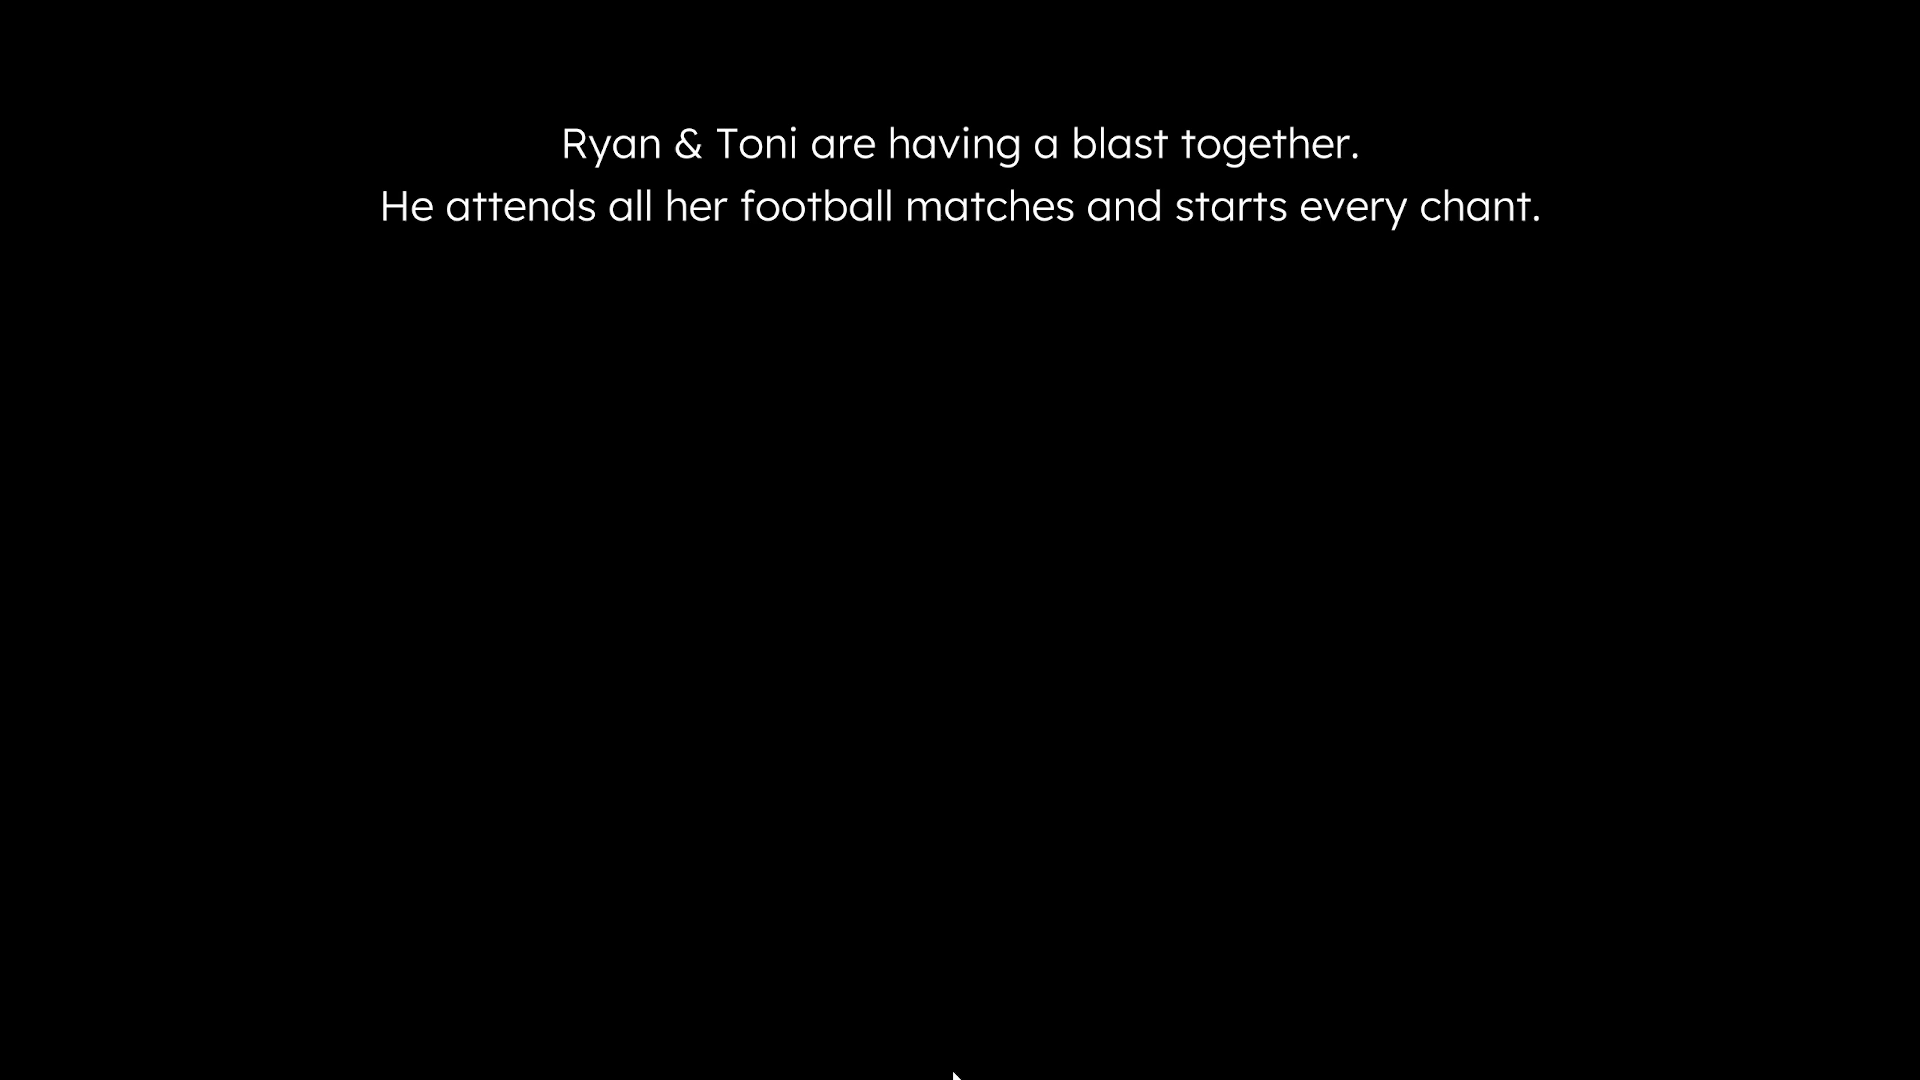 Ryan & Toni are having a blast together.
He attends all her football matches and starts every chant.